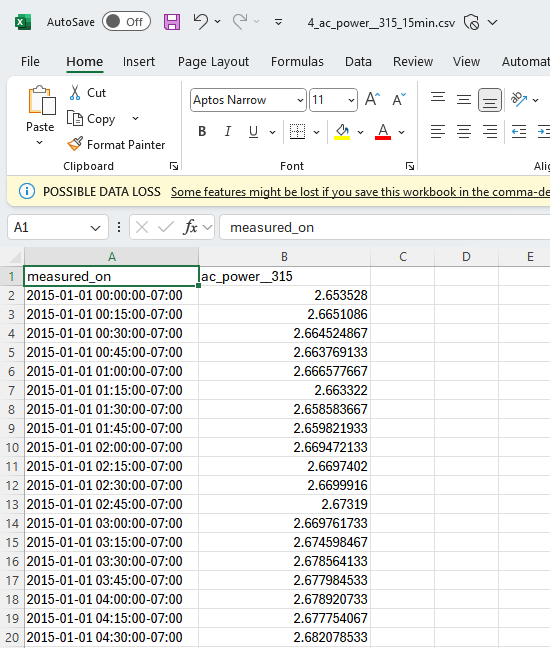 AutoSave Off 4_ac_power__315_15min.csv
File Home Insert Page Layout Formulas Data Review View Automat
Paste Cut Copy Format Painter
Clipboard
Aptos Narrow 11 A A
B I U A
Font
Alig
POSSIBLE DATA LOSS Some features might be lost if you save this workbook in the comma-de
A1 fx measured_on
A B C D E
1 measured_on ac_power__315
2 2015-01-01 00:00:00-07:00 2.653528
3 2015-01-01 00:15:00-07:00 2.6651086
4 2015-01-01 00:30:00-07:00 2.664524867
5 2015-01-01 00:45:00-07:00 2.663769133
6 2015-01-01 01:00:00-07:00 2.666577667
7 2015-01-01 01:15:00-07:00 2.663322
8 2015-01-01 01:30:00-07:00 2.658583667
9 2015-01-01 01:45:00-07:00 2.659821933
10 2015-01-01 02:00:00-07:00 2.669472133
11 2015-01-01 02:15:00-07:00 2.6697402
12 2015-01-01 02:30:00-07:00 2.6699916
13 2015-01-01 02:45:00-07:00 2.67319
14 2015-01-01 03:00:00-07:00 2.669761733
15 2015-01-01 03:15:00-07:00 2.674598467
16 2015-01-01 03:30:00-07:00 2.678564133
17 2015-01-01 03:45:00-07:00 2.677984533
18 2015-01-01 04:00:00-07:00 2.678920733
19 2015-01-01 04:15:00-07:00 2.677754067
20 2015-01-01 04:30:00-07:00 2.682078533